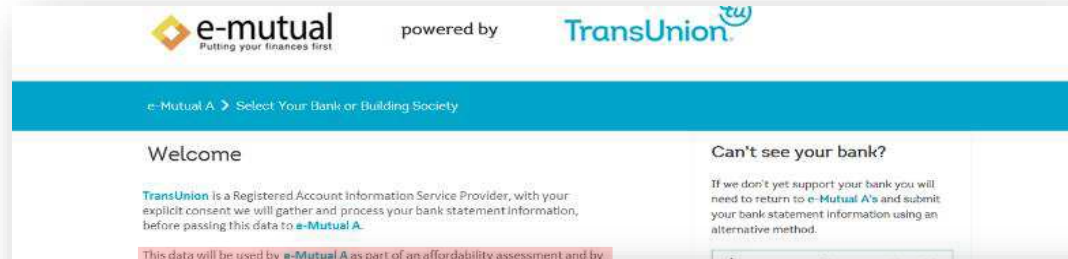 e-mutual
Putting your finances first
powered by
tu
TransUnion
e-Mutual A > Select Your Bank or Building Society
Welcome
TransUnion is a Registered Account Information Service Provider, with your
explicit consent we will gather and process your bank statement information,
before passing this data to e-Mutual A.
This data will be used by e-Mutual A as part of an affordability assessment and by
Can't see your bank?
If we don't yet support your bank you will
need to return to e-Mutual A's and submit
your bank statement information using an
alternative method.